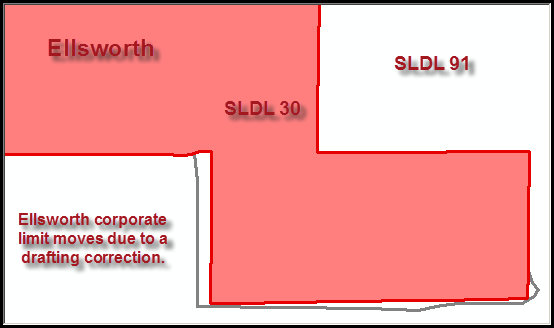 Ellsworth
SLDL 91
SLDL 30
Ellsworth corporate
limit moves due to a
drafting correction.